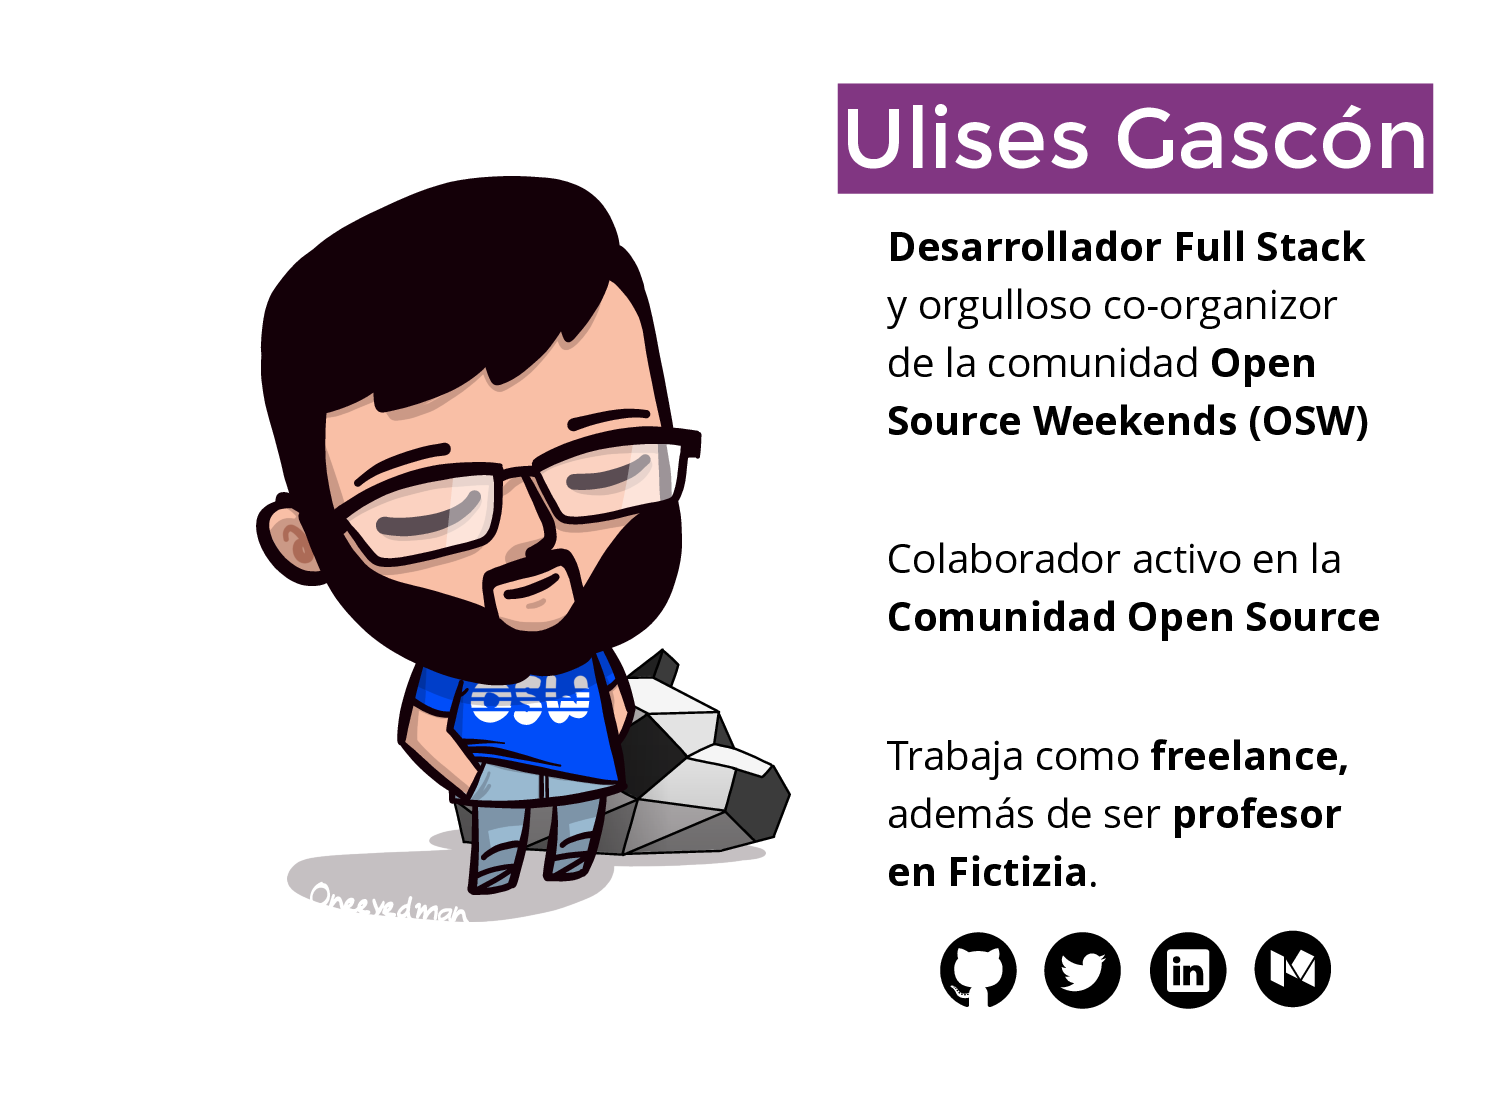 Ulises Gascón
Desarrollador Full Stack
y orgulloso co-organizor
de la comunidad Open
Source Weekends (OSW)
Colaborador activo en la
Comunidad Open Source
Trabaja como freelance,
además de ser profesor
en Fictizia.
OSW
Oneeyedman
in